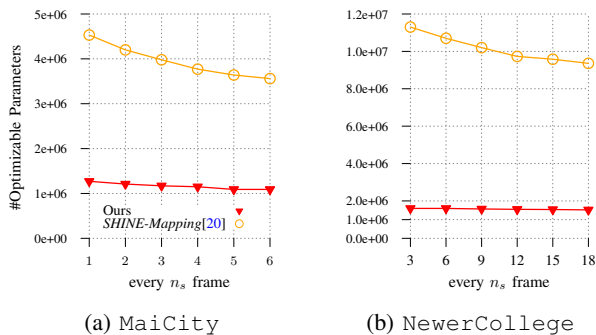 #Optimizable Parameters
5e+06
4e+06
3e+06
2e+06
1e+06
0e+00
Ours
SHINE-Mapping[20]
1 2 3 4 5 6
every n_s frame
(a) MaiCity
1.2e+07
1.0e+07
8.0e+06
6.0e+06
4.0e+06
2.0e+06
1.2e+06
0.0e+00
3 6 9 12 15 18
every n_s frame
(b) NewerCollege